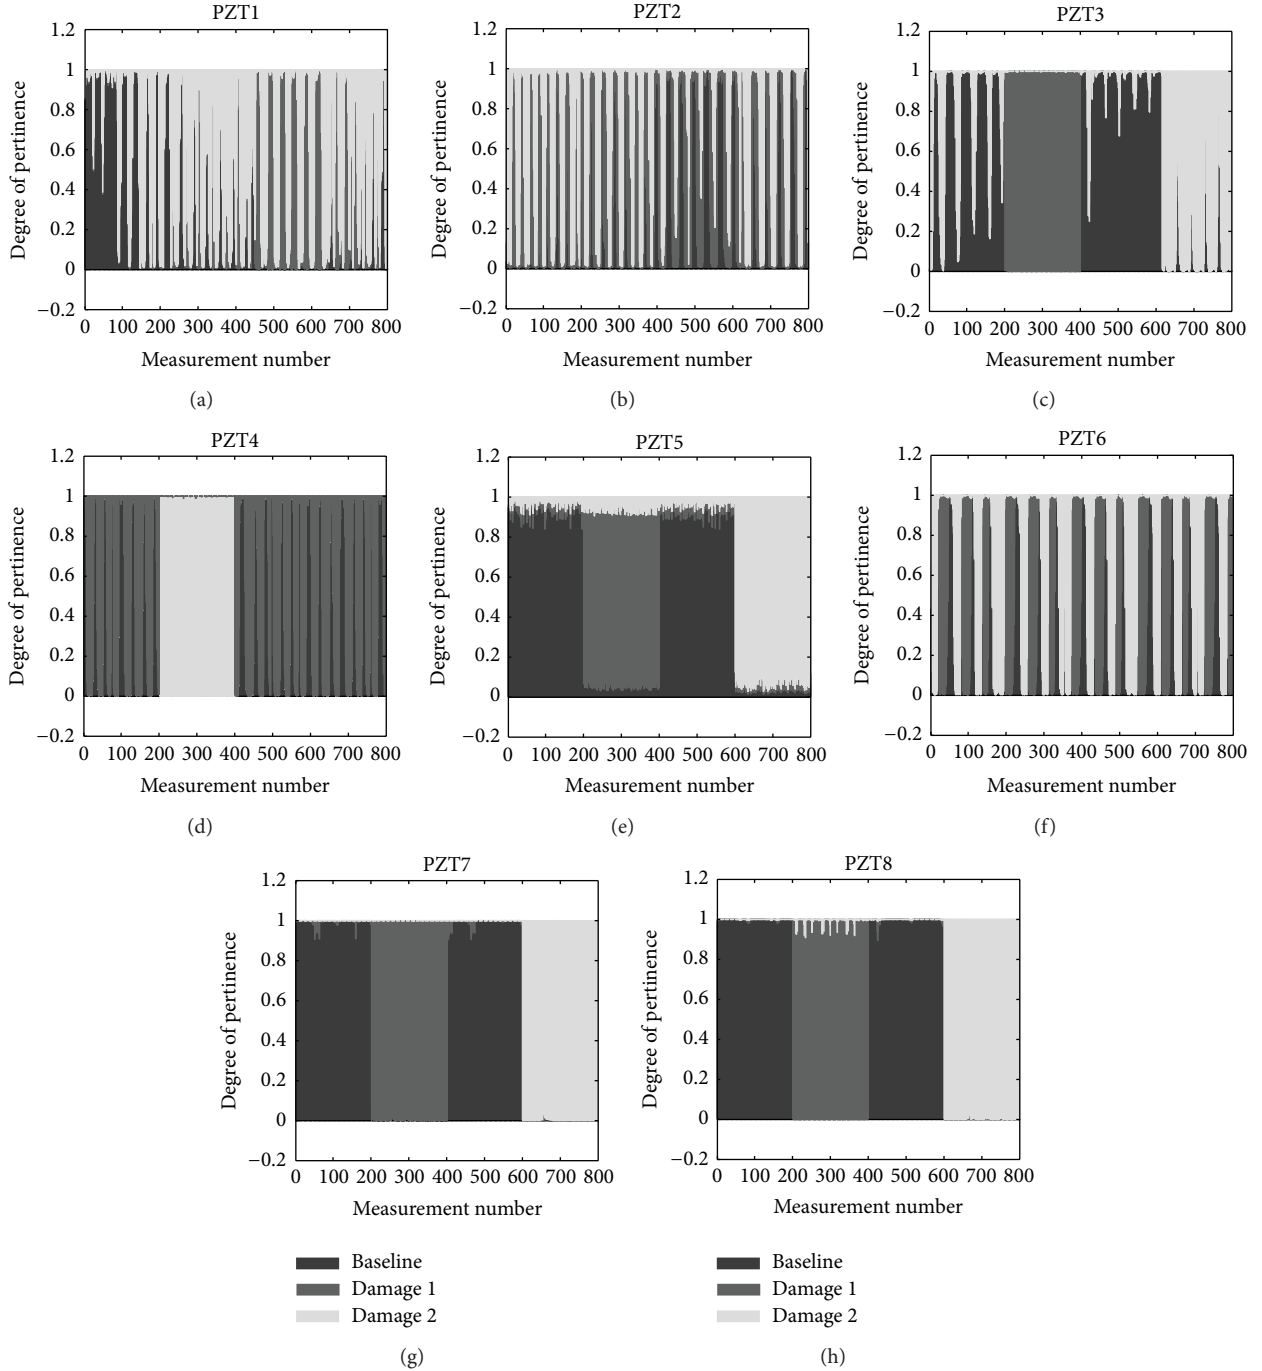 PZT1
1.2
1
0.8
0.6
0.4
0.2
0
−0.2
Degree of pertinence
0 100 200 300 400 500 600 700 800
Measurement number
(a)
PZT2
1.2
1
0.8
0.6
0.4
0.2
0
−0.2
Degree of pertinence
0 100 200 300 400 500 600 700 800
Measurement number
(b)
PZT3
1.2
1
0.8
0.6
0.4
0.2
0
−0.2
Degree of pertinence
0 100 200 300 400 500 600 700 800
Measurement number
(c)
PZT4
1.2
1
0.8
0.6
0.4
0.2
0
−0.2
Degree of pertinence
0 100 200 300 400 500 600 700 800
Measurement number
(d)
PZT5
1.2
1
0.8
0.6
0.4
0.2
0
−0.2
Degree of pertinence
0 100 200 300 400 500 600 700 800
Measurement number
(e)
PZT6
1.2
1
0.8
0.6
0.4
0.2
0
−0.2
Degree of pertinence
0 100 200 300 400 500 600 700 800
Measurement number
(f)
PZT7
1.2
1
0.8
0.6
0.4
0.2
0
−0.2
Degree of pertinence
0 100 200 300 400 500 600 700 800
Measurement number
Baseline
Damage 1
Damage 2
(g)
PZT8
1.2
1
0.8
0.6
0.4
0.2
0
−0.2
Degree of pertinence
0 100 200 300 400 500 600 700 800
Measurement number
Baseline
Damage 1
Damage 2
(h)